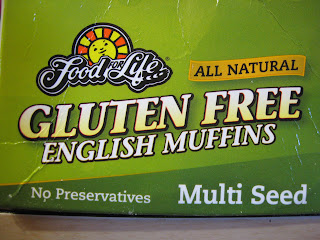 Food FOR Life
ALL NATURAL
GLUTEN FREE
ENGLISH MUFFINS
No Preservatives
Multi Seed